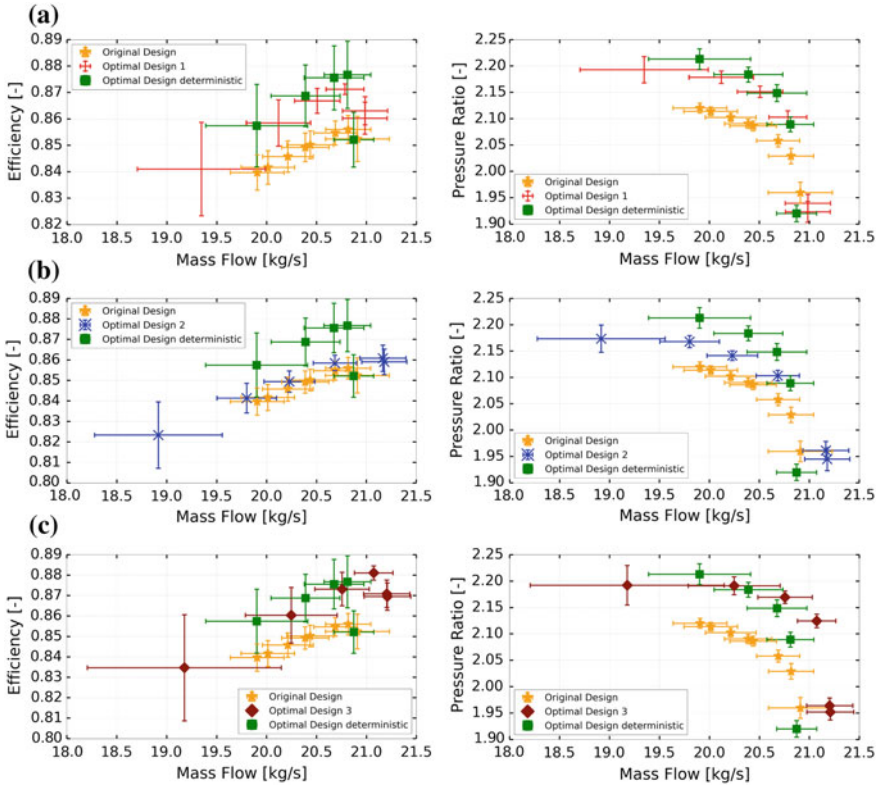 (a)
0.89
0.88
0.87
0.86
0.85
0.84
0.83
0.82
Efficiency [-]
Original Design
Optimal Design 1
Optimal Design deterministic
18.0 18.5 19.0 19.5 20.0 20.5 21.0 21.5
Mass Flow [kg/s]
2.25
2.20
2.15
2.10
2.05
2.00
1.95
1.90
Pressure Ratio [-]
Original Design
Optimal Design 1
Optimal Design deterministic
18.0 18.5 19.0 19.5 20.0 20.5 21.0 21.5
Mass Flow [kg/s]
(b)
0.89
0.88
0.87
0.86
0.85
0.84
0.83
0.82
0.81
0.80
Efficiency [-]
Original Design
Optimal Design 2
Optimal Design deterministic
18.0 18.5 19.0 19.5 20.0 20.5 21.0 21.5
Mass Flow [kg/s]
2.25
2.20
2.15
2.10
2.05
2.00
1.95
1.90
Pressure Ratio [-]
Original Design
Optimal Design 2
Optimal Design deterministic
18.0 18.5 19.0 19.5 20.0 20.5 21.0 21.5
Mass Flow [kg/s]
(c)
0.89
0.88
0.87
0.86
0.85
0.84
0.83
0.82
0.81
0.80
Efficiency [-]
Original Design
Optimal Design 3
Optimal Design deterministic
18.0 18.5 19.0 19.5 20.0 20.5 21.0 21.5
Mass Flow [kg/s]
2.25
2.20
2.15
2.10
2.05
2.00
1.95
1.90
Pressure Ratio [-]
Original Design
Optimal Design 3
Optimal Design deterministic
18.0 18.5 19.0 19.5 20.0 20.5 21.0 21.5
Mass Flow [kg/s]